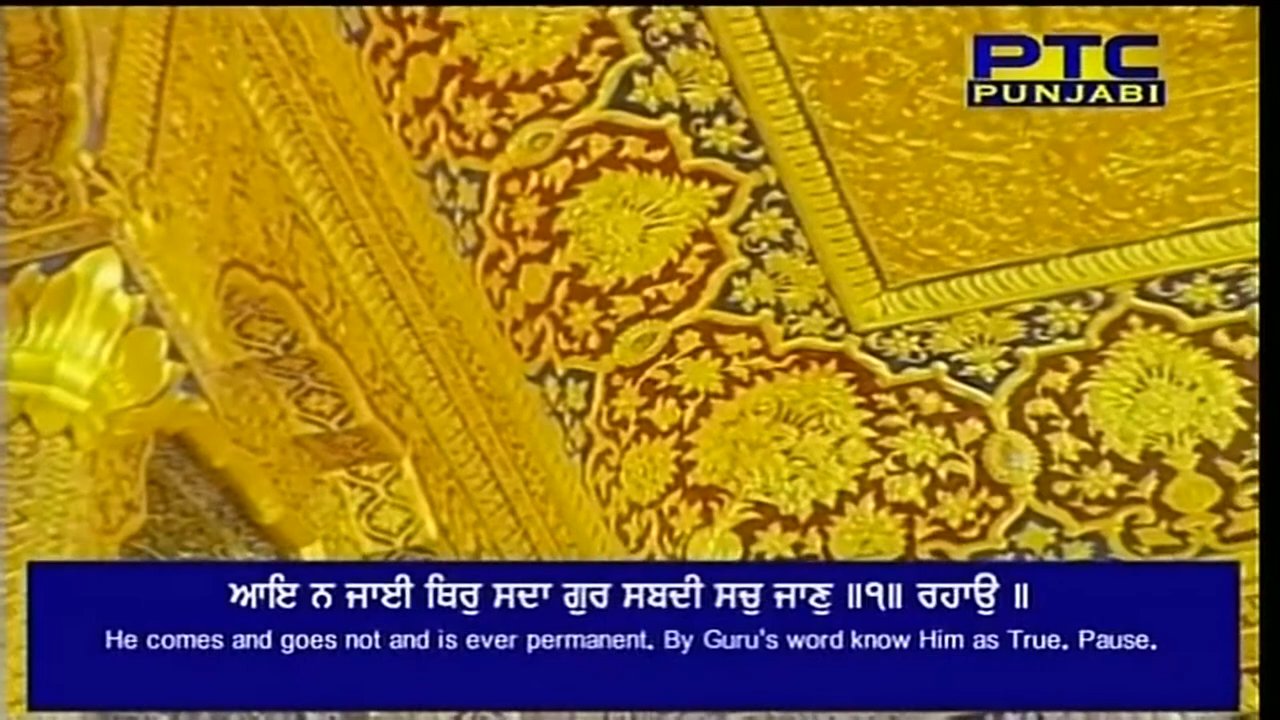 PTC
PUNJABI
ਆਇ ਨ ਜਾਈ ਥਿਰੁ ਸਦਾ ਗੁਰ ਸਬਦੀ ਸਚੁ ਜਾਣੁ ॥੧॥ ਰਹਾਉ ॥
He comes and goes not and is ever permanent. By Guru's word know Him as True. Pause.